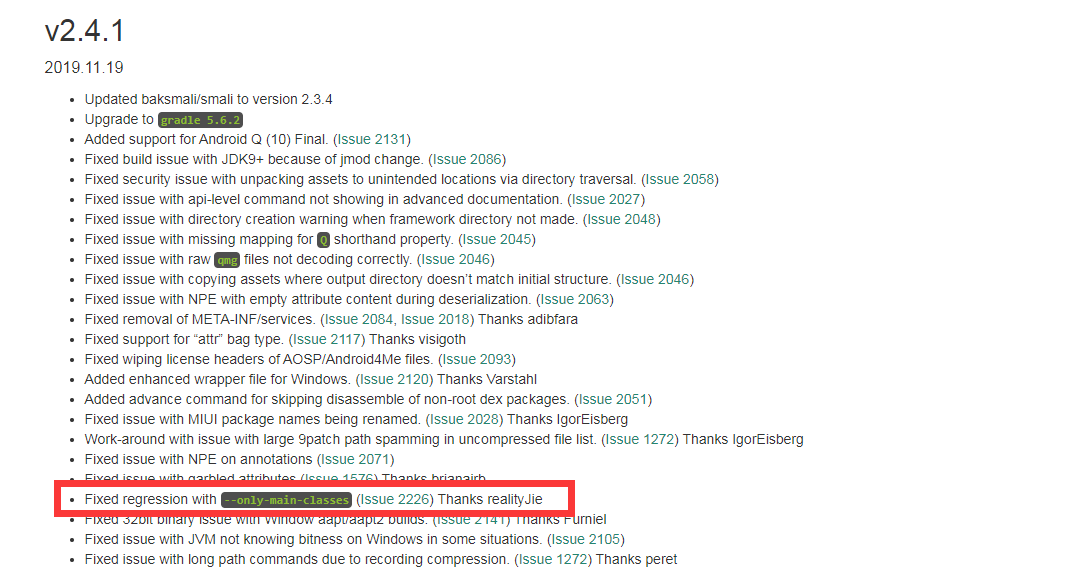 v2.4.1
2019.11.19
Updated baksmali/smali to version 2.3.4
Upgrade to gradle 5.6.2
Added support for Android Q (10) Final. (Issue 2131)
Fixed build issue with JDK9+ because of jmod change. (Issue 2086)
Fixed security issue with unpacking assets to unintended locations via directory traversal. (Issue 2058)
Fixed issue with api-level command not showing in advanced documentation. (Issue 2027)
Fixed issue with directory creation warning when framework directory not made. (Issue 2048)
Fixed issue with missing mapping for Q shorthand property. (Issue 2045)
Fixed issue with raw qmg files not decoding correctly. (Issue 2046)
Fixed issue with copying assets where output directory doesn’t match initial structure. (Issue 2046)
Fixed issue with NPE with empty attribute content during deserialization. (Issue 2063)
Fixed removal of META-INF/services. (Issue 2084, Issue 2018) Thanks adibfara
Fixed support for “attr” bag type. (Issue 2117) Thanks visigoth
Fixed wiping license headers of AOSP/Android4Me files. (Issue 2093)
Added enhanced wrapper file for Windows. (Issue 2120) Thanks Varstahl
Added advance command for skipping disassemble of non-root dex packages. (Issue 2051)
Fixed issue with MIUI package names being renamed. (Issue 2028) Thanks IgorEisberg
Work-around with issue with large 9patch path spamming in uncompressed file list. (Issue 1272) Thanks IgorEisberg
Fixed issue with NPE on annotations (Issue 2071)
Fixed issue with garbled attributes (Issue 1576) Thanks brianairb
Fixed regression with --only-main-classes (Issue 2226) Thanks realityJie
Fixed 32bit binary issue with Window aapt/aapt2 builds. (Issue 2141) Thanks Furniel
Fixed issue with JVM not knowing bitness on Windows in some situations. (Issue 2105)
Fixed issue with long path commands due to recording compression. (Issue 1272) Thanks peret